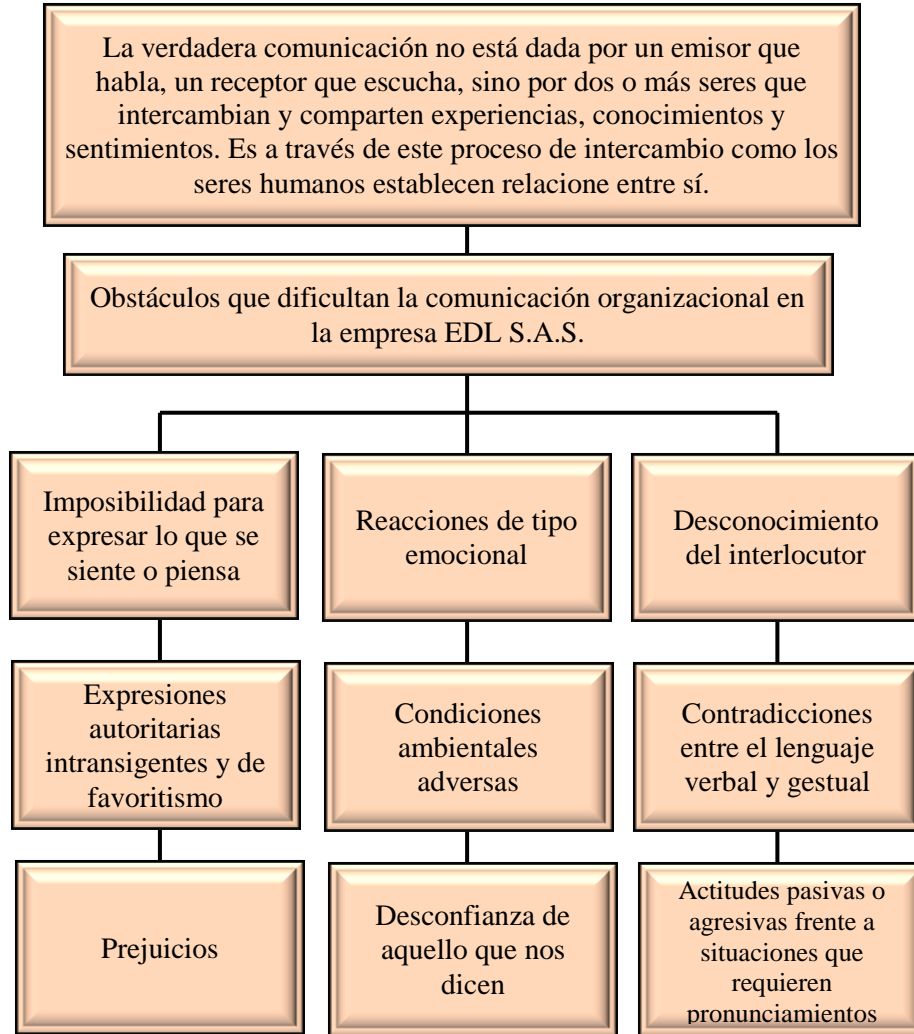 La verdadera comunicación no está dada por un emisor que
habla, un receptor que escucha, sino por dos o más seres que
intercambian y comparten experiencias, conocimientos y
sentimientos. Es a través de este proceso de intercambio como los
seres humanos establecen relacione entre sí.
Obstáculos que dificultan la comunicación organizacional en
la empresa EDL S.A.S.
Imposibilidad para
expresar lo que se
siente o piensa
Reacciones de tipo
emocional
Desconocimiento
del interlocutor
Expresiones
autoritarias
intransigentes y de
favoritismo
Condiciones
ambientales
adversas
Contradicciones
entre el lenguaje
verbal y gestual
Prejuicios
Desconfianza de
aquello que nos
dicen
Actitudes pasivas o
agresivas frente a
situaciones que
requieren
pronunciamientos